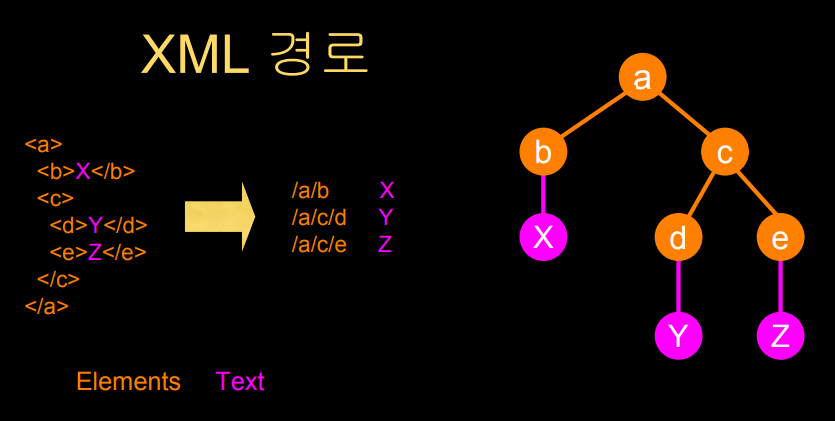 XML 경로
<a>
<b>X</b>
<c>
<d>Y</d>
<e>Z</e>
</c>
</a>
/a/b X
/a/c/d Y
/a/c/e Z
Elements Text
a
b c
X d e
Y Z